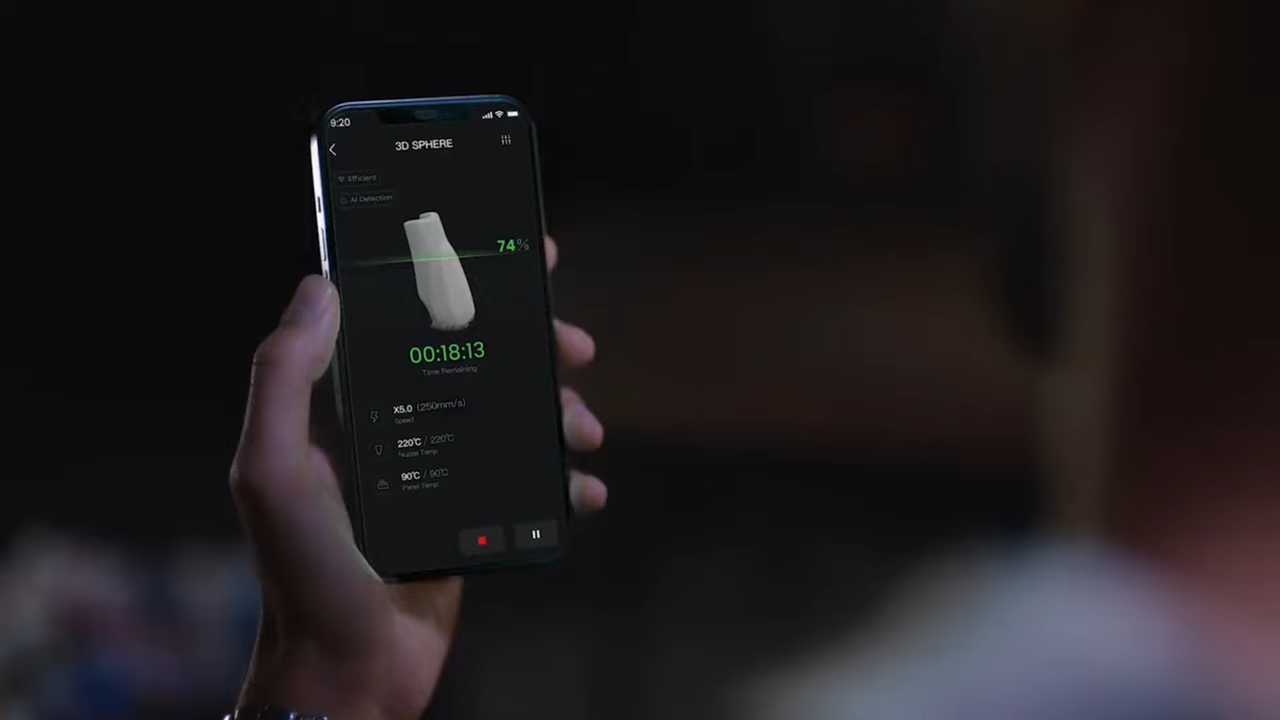 9:20
3D SPHERE
Efficient
AI Detection
74%
00:18:13
Time Remaining
X5.0 (250mm/s)
Speed
220℃ / 220℃
Nozzle Temp
90℃ / 90℃
Panel Temp